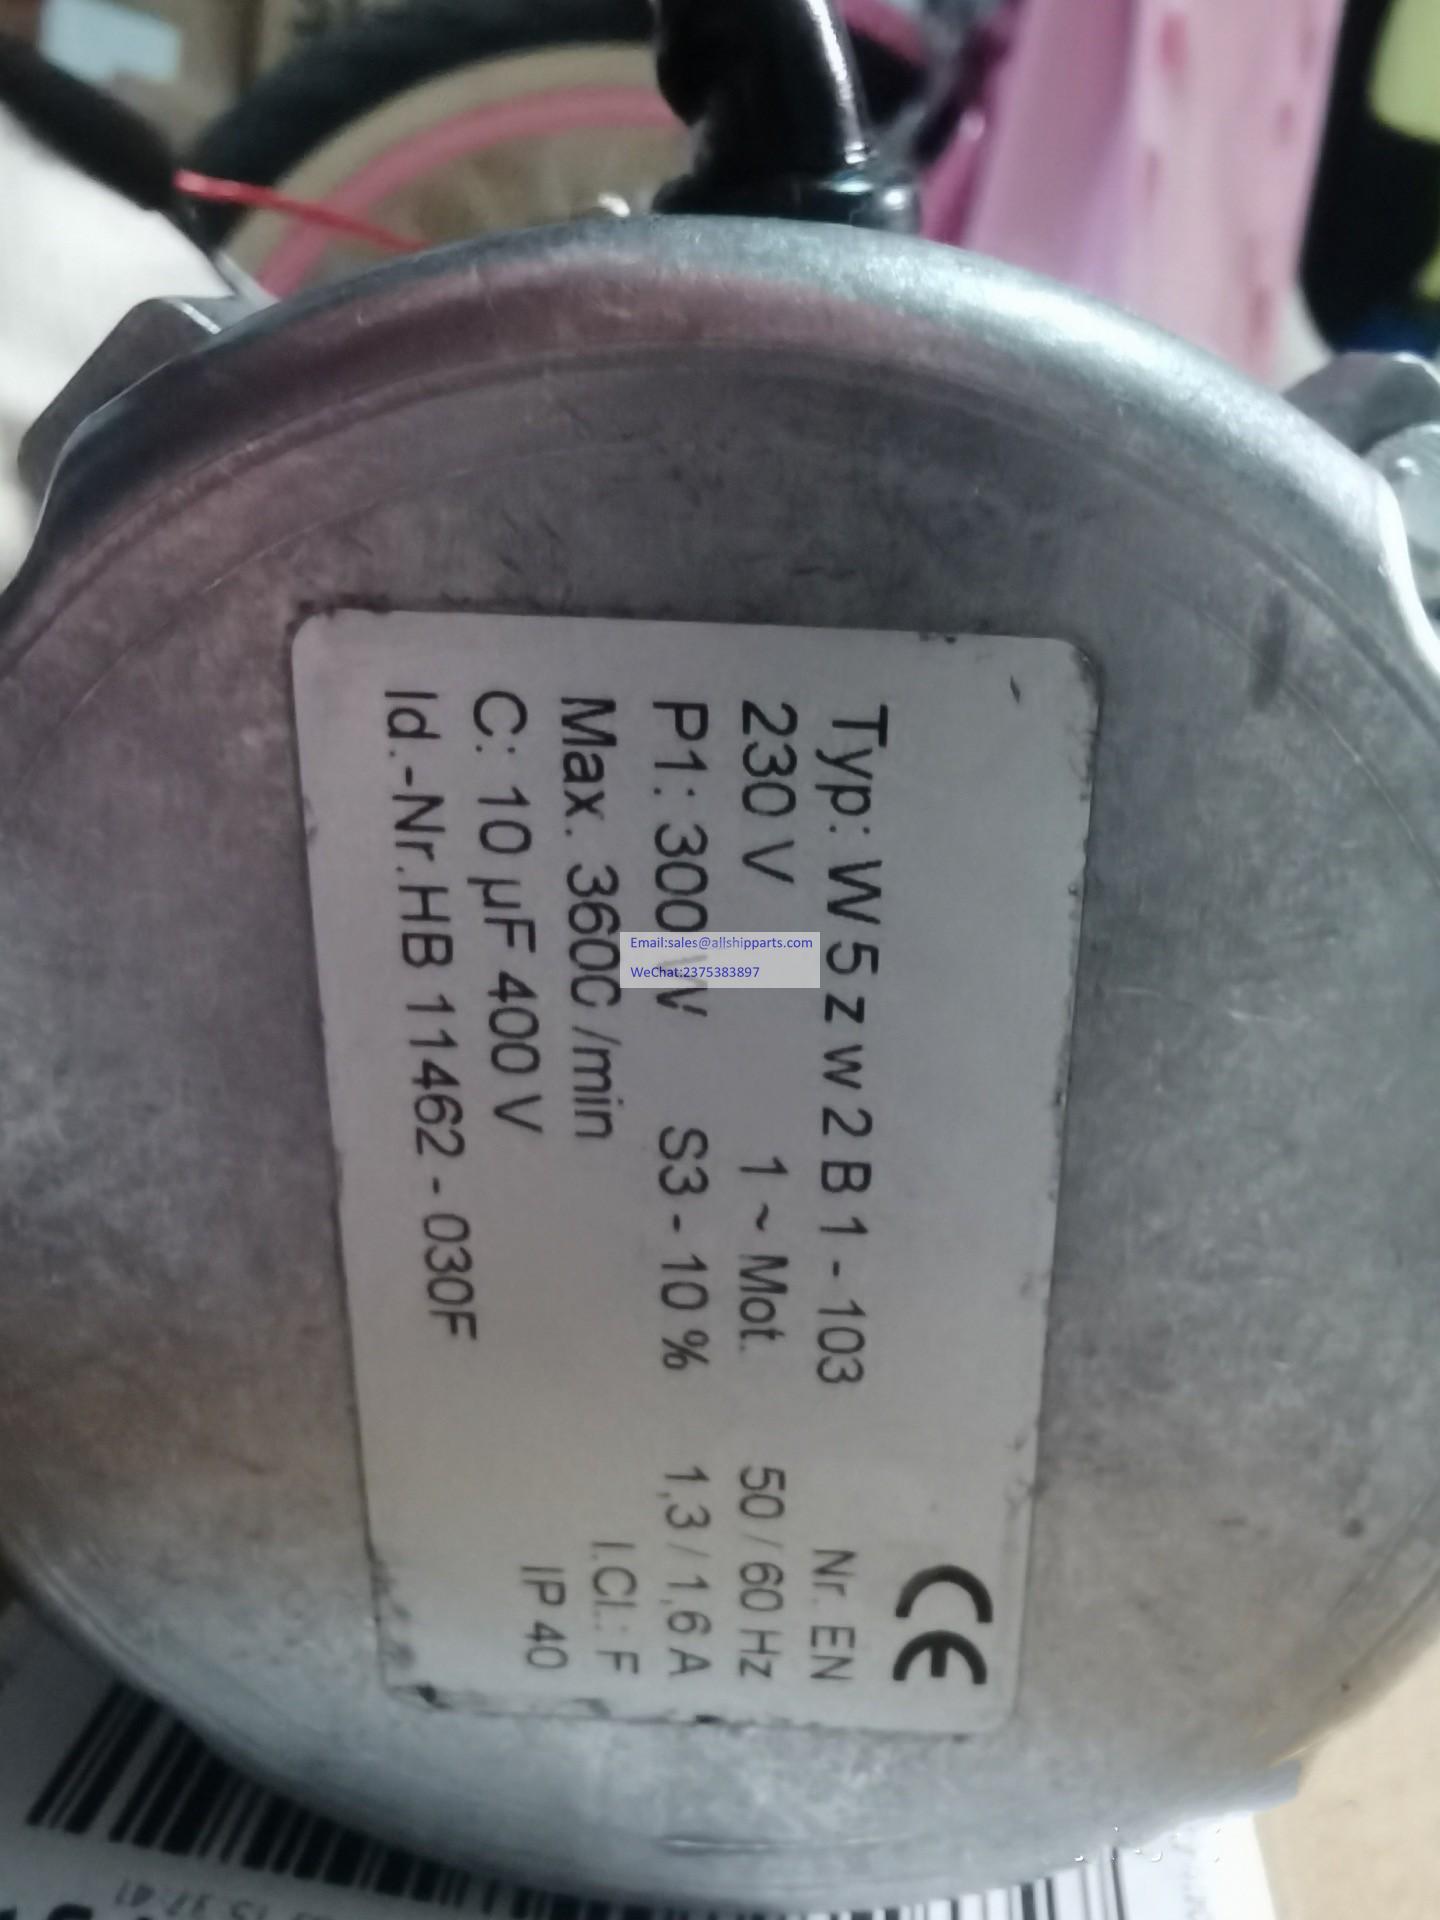 CE
Typ: W 5 z w 2 B 1 - 103 Nr. EN
230 V 1 ~ Mot. 50 / 60 Hz
P1: 300 W S3 - 10 % 1,3 / 1,6 A
Max. 3600 /min I.Cl.: F
C: 10 µF 400 V IP 40
Id.-Nr.HB 11462 - 030F
Email:sales@allshipparts.com
WeChat:2375383897